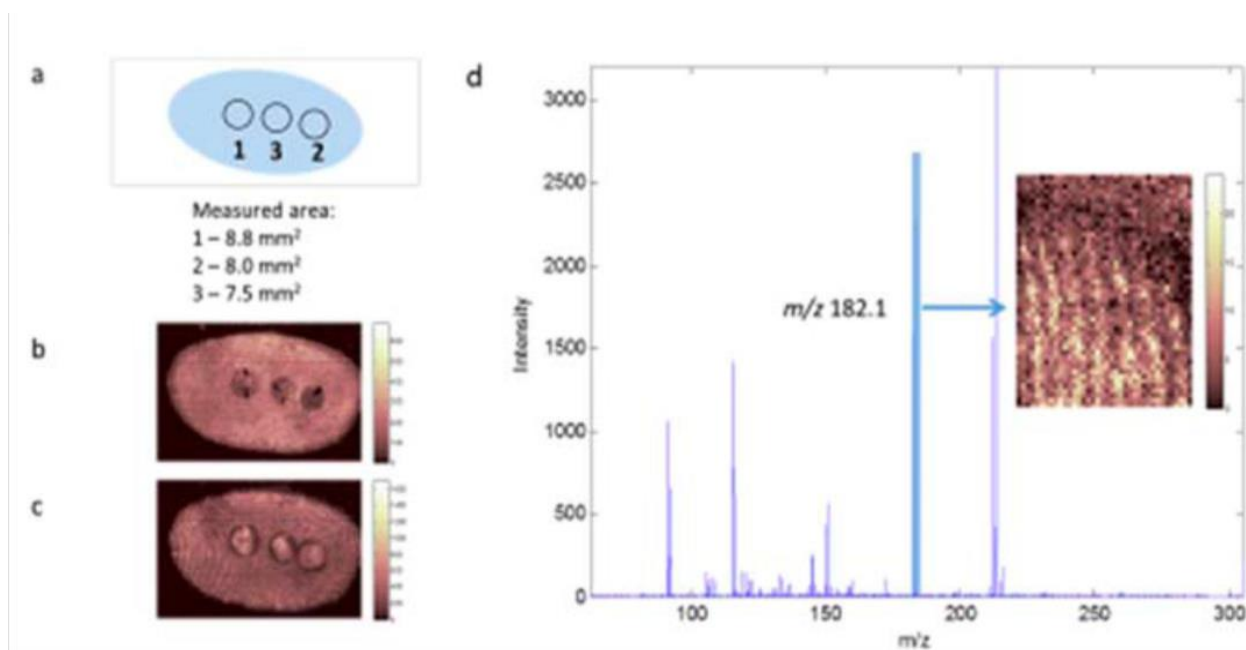 a
1 3 2
Measured area:
1 – 8.8 mm²
2 – 8.0 mm²
3 – 7.5 mm²
b
c
d
3000
2500
2000
1500
1000
500
0
Intensity
m/z 182.1
100 150 200 250 300
m/z